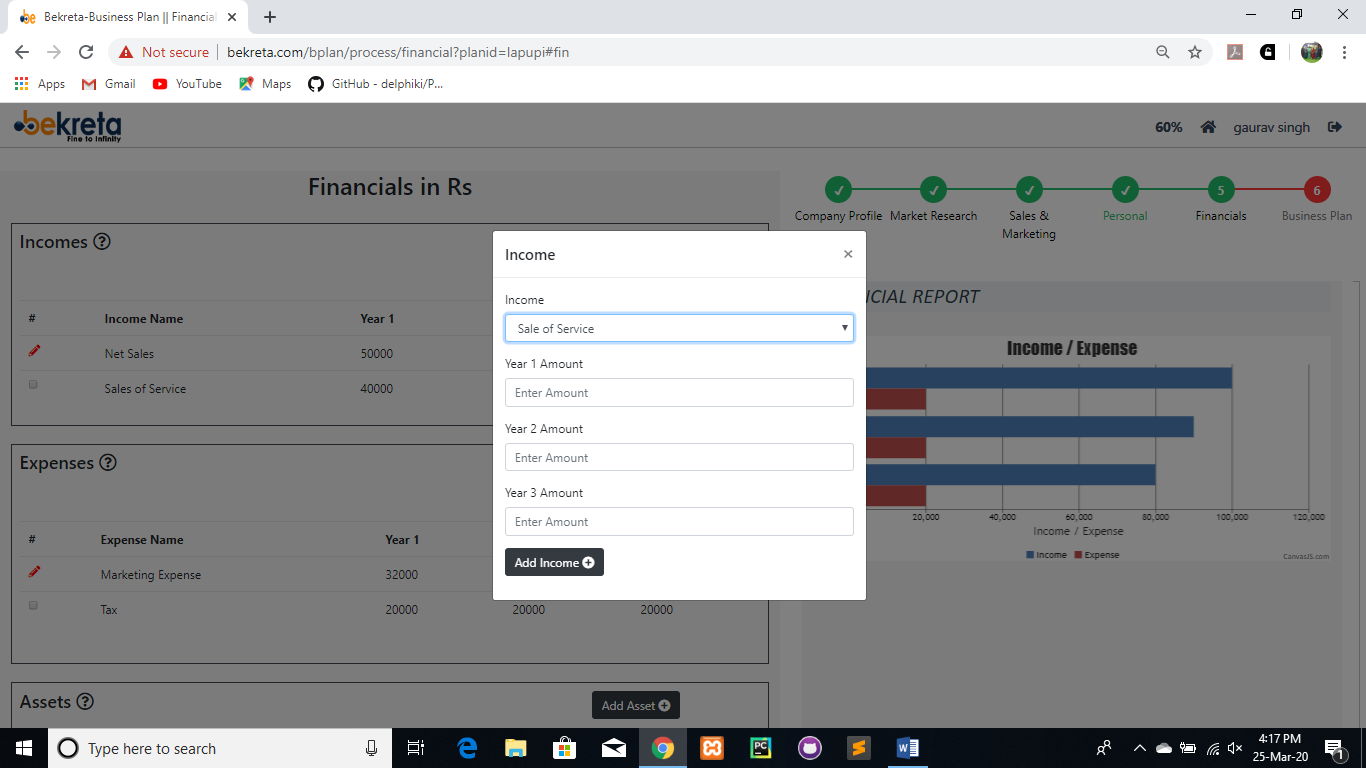 Bekreta-Business Plan || Financial
Not secure
bekreta.com/bplan/process/financial?planid=lapupi#fin
Apps
Gmail
YouTube
Maps
GitHub - delphiki/P...
bekreta
Fine to Infinity
60%
gaurav singh
Financials in Rs
Company Profile
Market Research
Sales & Marketing
Personal
5
Financials
6
Business Plan
Incomes
# Income Name Year 1
Net Sales 50000
Sales of Service 40000
Expenses
# Expense Name Year 1
Marketing Expense 32000
Tax 20000 20000 20000
Assets
Add Asset
Income
×
Income
Sale of Service
Year 1 Amount
Enter Amount
Year 2 Amount
Enter Amount
Year 3 Amount
Enter Amount
Add Income
CIAL REPORT
Income / Expense
20,000 40,000 60,000 80,000 100,000 120,000
Income / Expense
Income Expense
CanvasJS.com
Type here to search
PC
4:17 PM
25-Mar-20
1